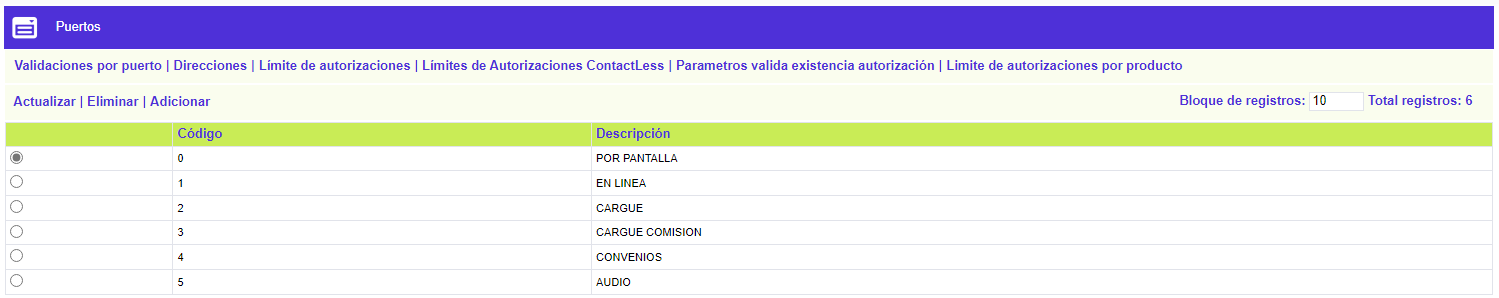 Puertos
Validaciones por puerto | Direcciones | Límite de autorizaciones | Límites de Autorizaciones ContactLess | Parametros valida existencia autorización | Limite de autorizaciones por producto
Actualizar | Eliminar | Adicionar Bloque de registros: 10 Total registros: 6
Código Descripción
0 POR PANTALLA
1 EN LINEA
2 CARGUE
3 CARGUE COMISION
4 CONVENIOS
5 AUDIO